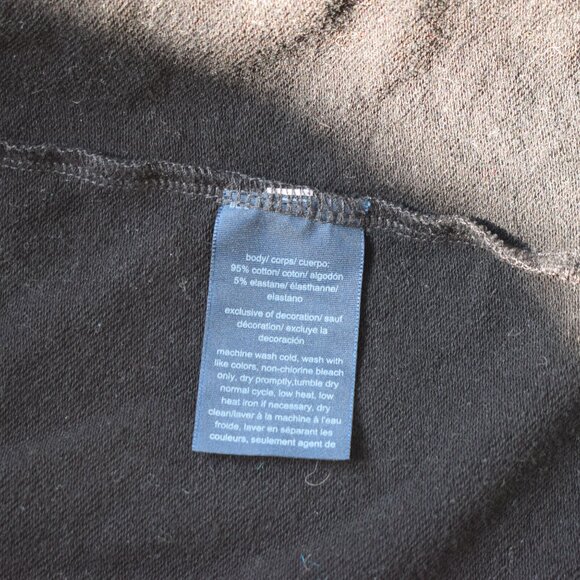 body/ corps/ cuerpo:
95% cotton/ coton/ algodón
5% elastane/ élasthanne/
elastano
exclusive of decoration/ sauf
décoration/ excluye la
decoración
machine wash cold, wash with
like colors, non-chlorine bleach
only, dry promptly,tumble dry
normal cycle, low heat, low
heat iron if necessary, dry
clean/laver à la machine à l'eau
froide, laver en séparant les
couleurs, seulement agent de